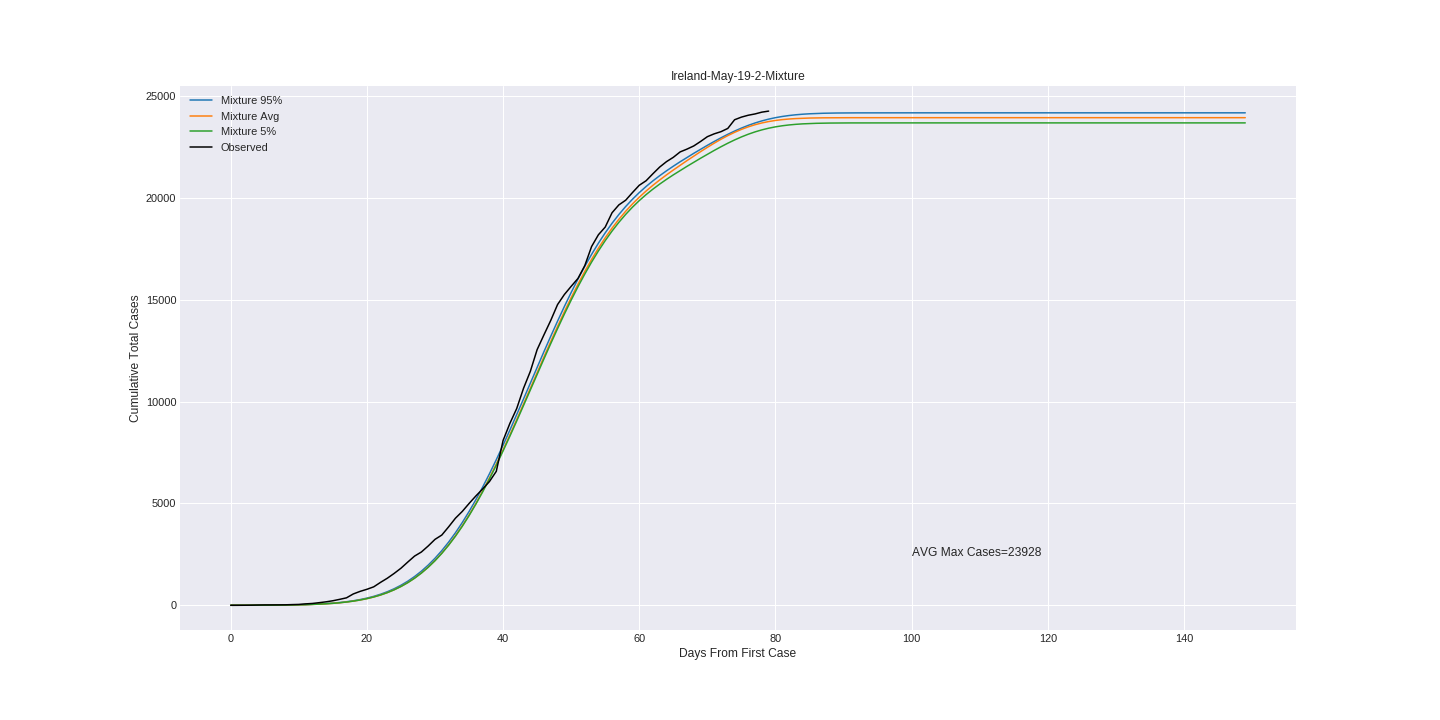 Ireland-May-19-2-Mixture
Mixture 95%
Mixture Avg
Mixture 5%
Observed
Cumulative Total Cases
25000
20000
15000
10000
5000
0
AVG Max Cases=23928
0 20 40 60 80 100 120 140
Days From First Case